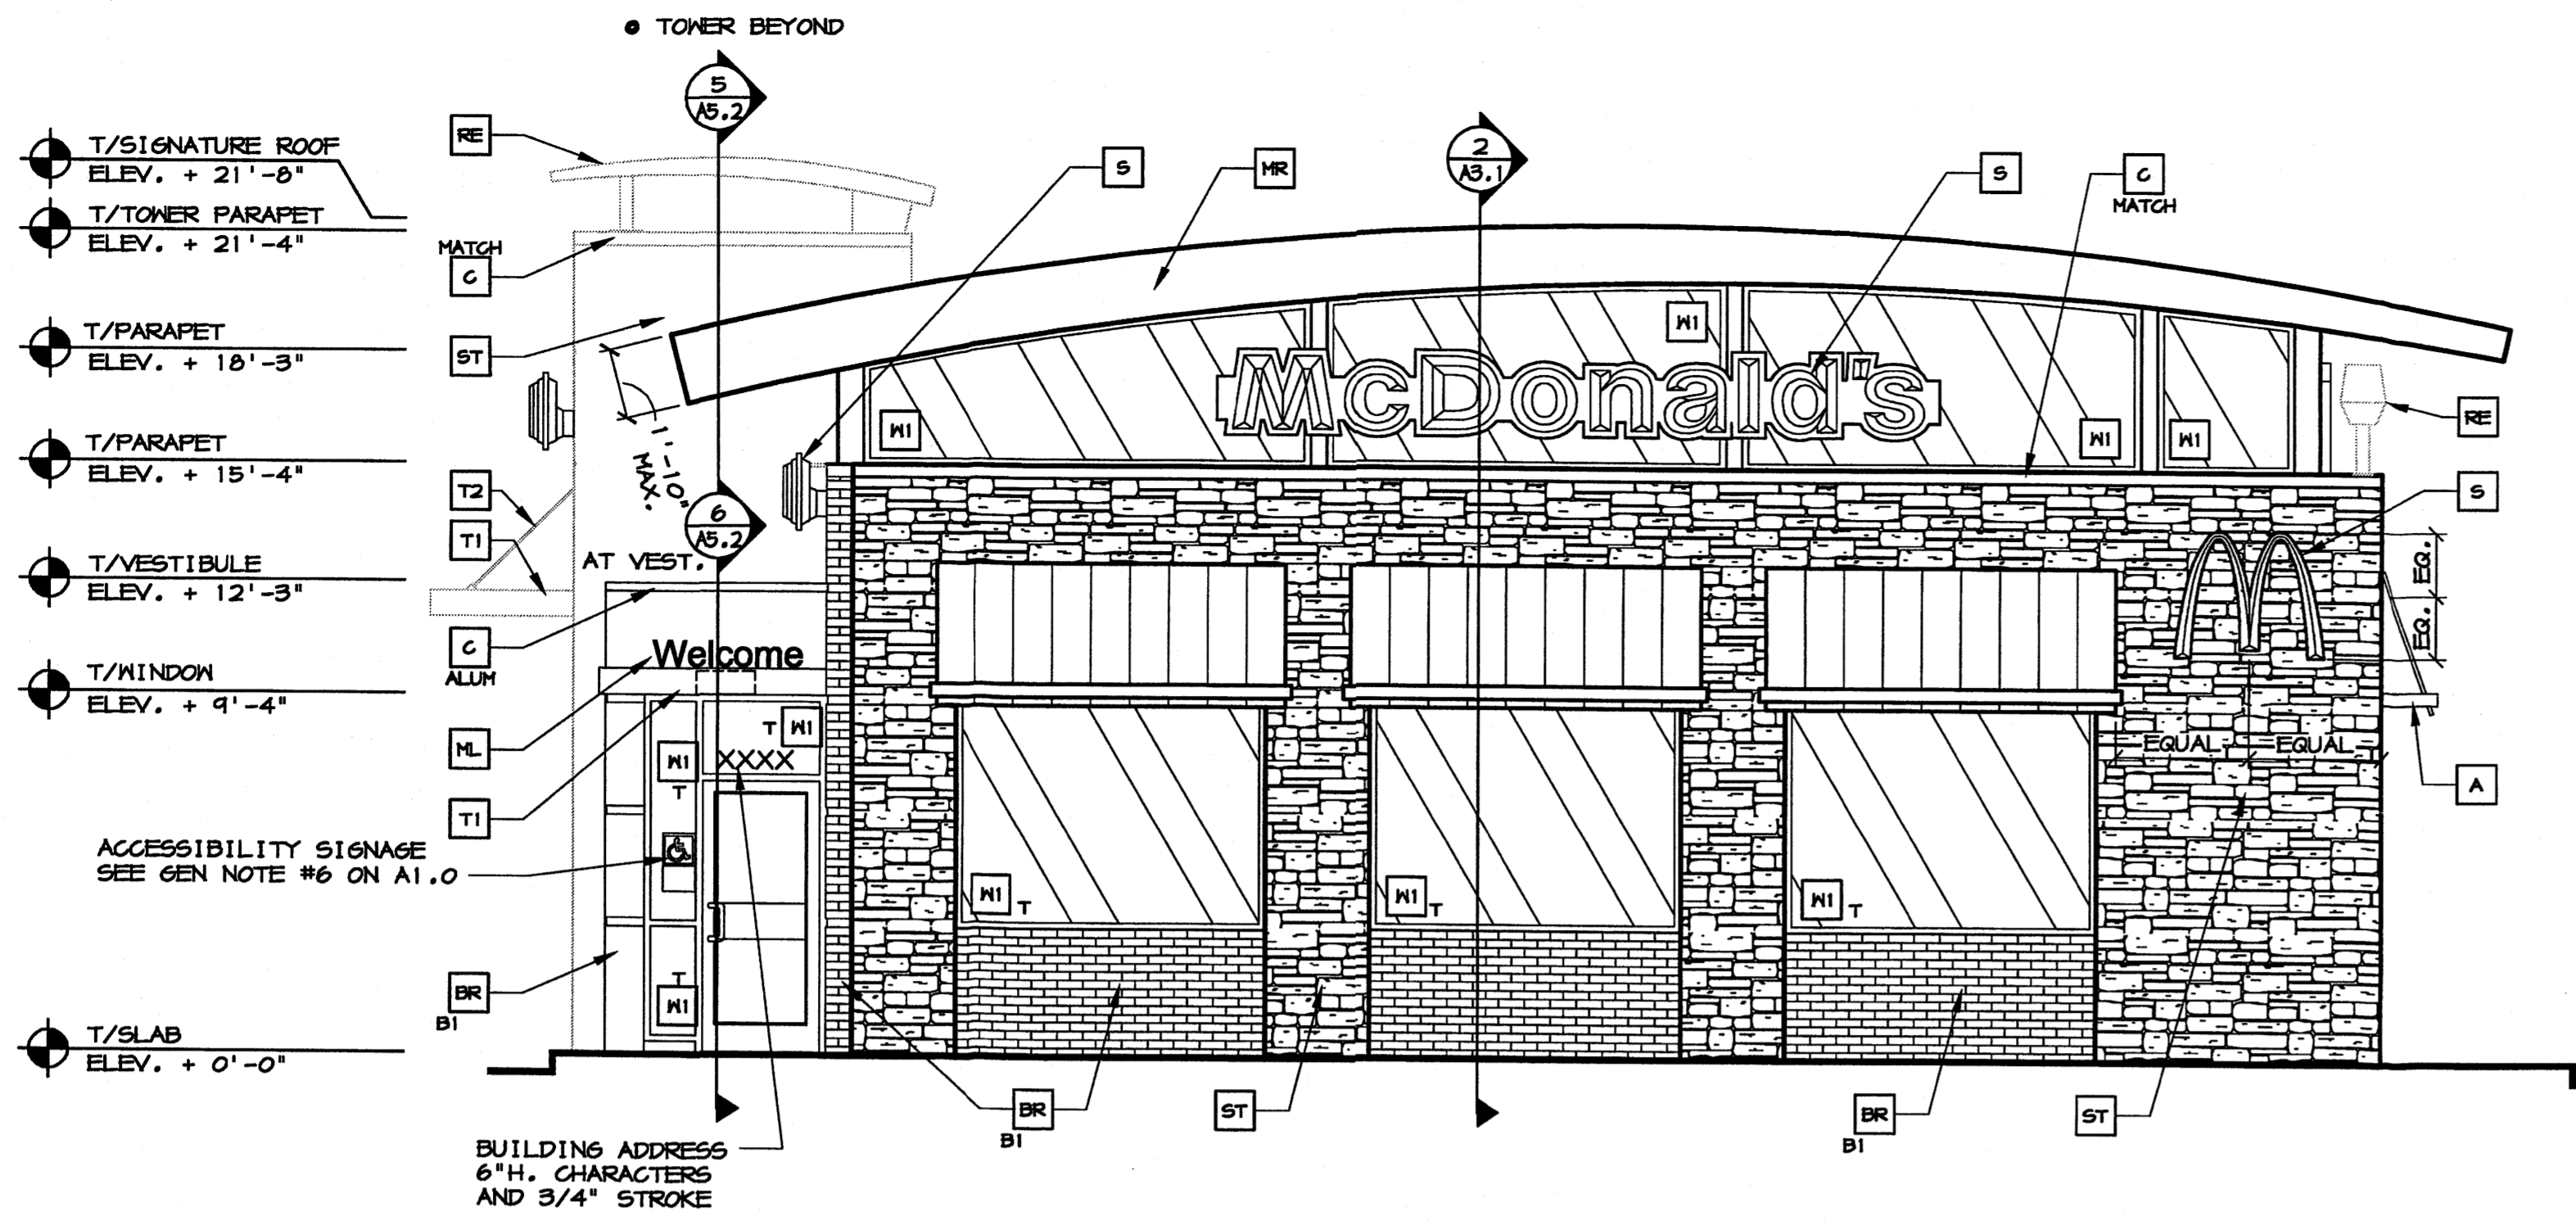 ● TOWER BEYOND
5
A5.2
T/SIGNATURE ROOF
ELEV. + 21'-8"
T/TOWER PARAPET
ELEV. + 21'-4"
T/PARAPET
ELEV. + 18'-3"
T/PARAPET
ELEV. + 15'-4"
T/VESTIBULE
ELEV. + 12'-3"
T/WINDOW
ELEV. + 9'-4"
T/SLAB
ELEV. + 0'-0"
RE
MATCH
C
ST
T2
T1
C
ALUM
ML
T1
ACCESSIBILITY SIGNAGE
SEE GEN NOTE #6 ON A1.0
BR
B1
1'-10"
MAX.
6
A5.2
AT VEST.
S
MR
2
A3.1
S
C
MATCH
W1
W1
W1
W1
McDonald's
RE
S
EQ.
EQ.
Welcome
T W1
XXXX
W1
T
T
W1
EQUAL
EQUAL
A
W1 T
W1 T
W1 T
BR
B1
ST
BR
B1
ST
BUILDING ADDRESS
6"H. CHARACTERS
AND 3/4" STROKE